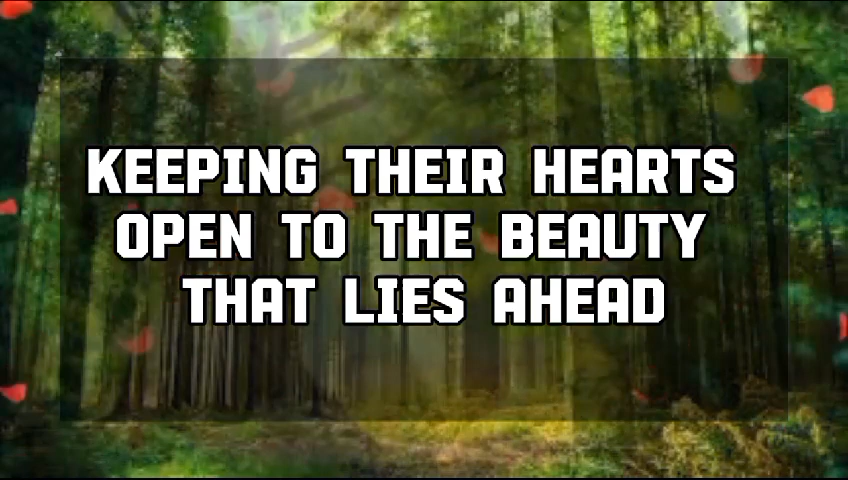 KEEPING THEIR HEARTS
OPEN TO THE BEAUTY
THAT LIES AHEAD